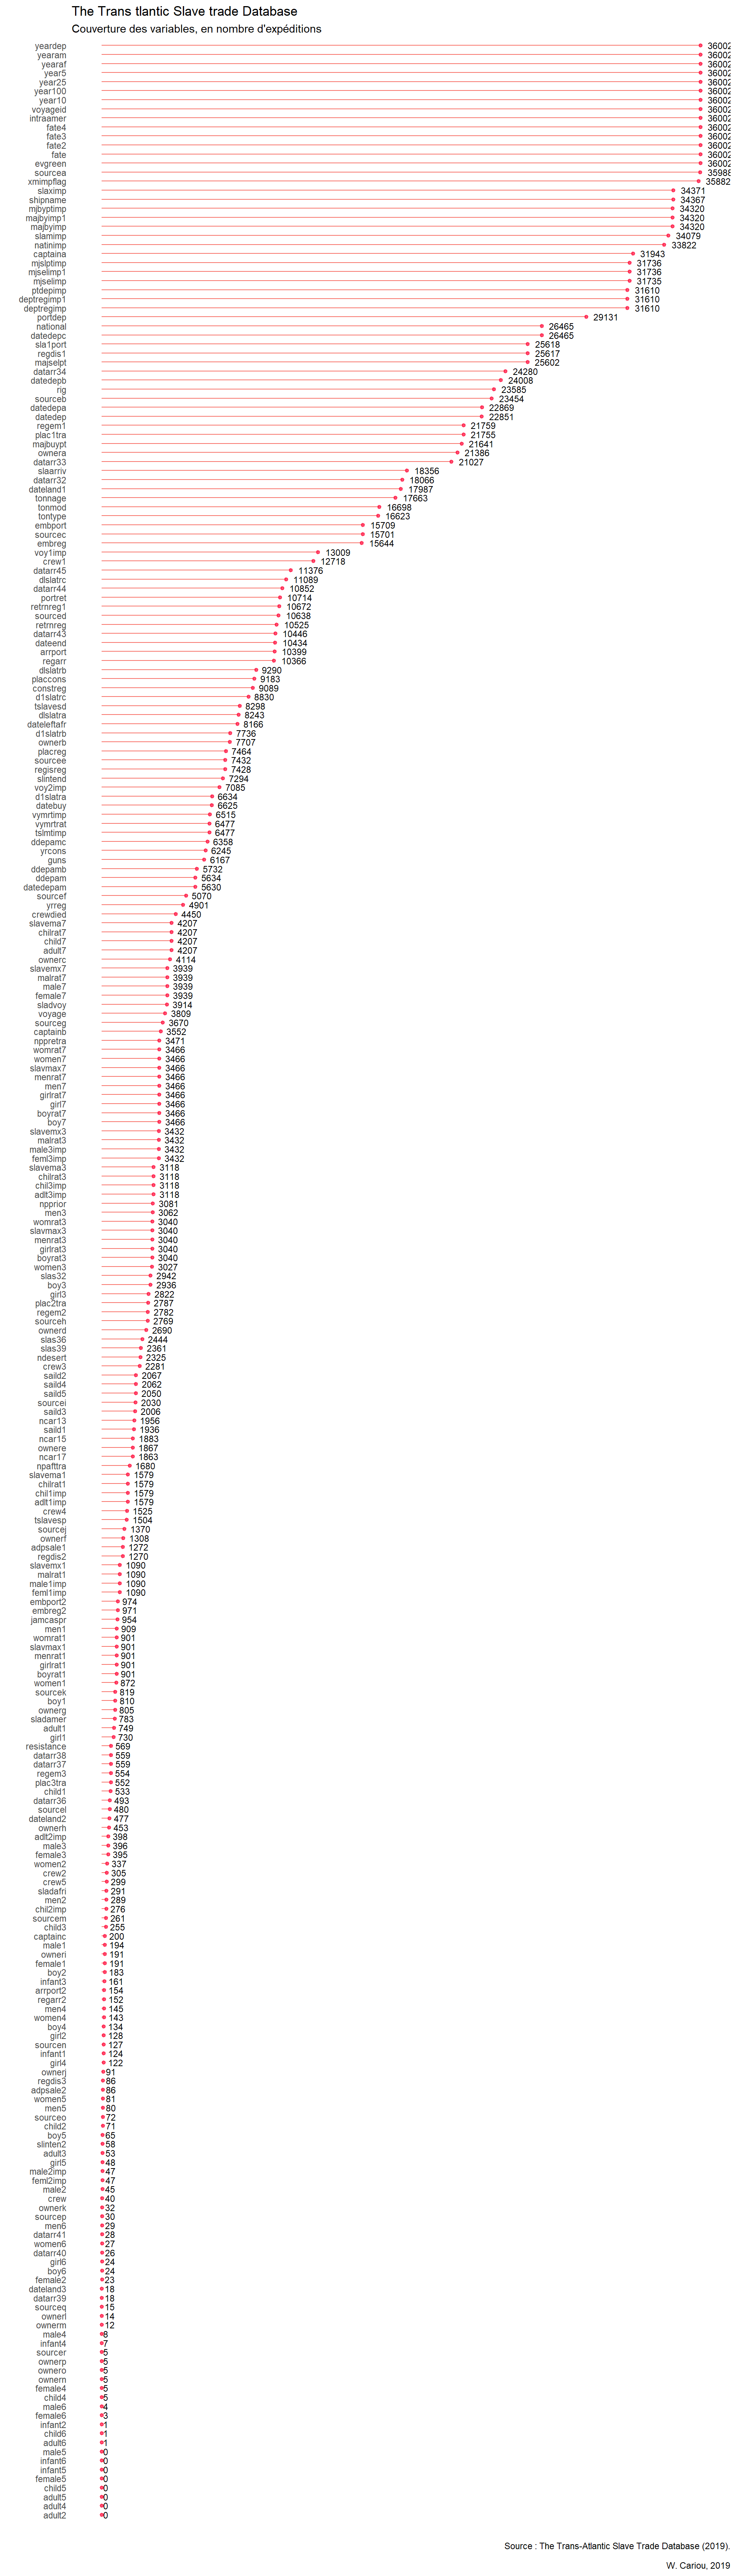 The Trans tlantic Slave trade Database
Couverture des variables, en nombre d'expéditions
yeardep 36002
yearam 36002
yearaf 36002
year5 36002
year25 36002
year100 36002
year10 36002
voyageid 36002
intraamer 36002
fate4 36002
fate3 36002
fate2 36002
fate 36002
evgreen 36002
sourcea 35988
xmimpflag 35882
slaximp 34371
shipname 34367
mjbyptimp 34320
majbyimp1 34320
majbyimp 34320
slamimp 34079
natinimp 33822
captaina 31943
mjslptimp 31736
mjselimp1 31736
mjselimp 31735
ptdepimp 31610
deptregimp1 31610
deptregimp 31610
portdep 29131
national 26465
datedepc 26465
sla1port 25618
regdis1 25617
majselpt 25602
datarr34 24280
datedepb 24008
rig 23585
sourceb 23454
datedepa 22869
datedep 22851
regem1 21759
plac1tra 21755
majbuypt 21641
ownera 21386
datarr33 21027
slaarriv 18356
datarr32 18066
dateland1 17987
tonnage 17663
tonmod 16698
tontype 16623
embport 15709
sourcec 15701
embreg 15644
voy1imp 13009
crew1 12718
datarr45 11376
dlslatrc 11089
datarr44 10852
portret 10714
retrnreg1 10672
sourced 10638
retrnreg 10525
datarr43 10446
dateend 10434
arrport 10399
regarr 10366
dlslatrb 9290
placcons 9183
constreg 9089
d1slatrc 8830
tslavesd 8298
dlslatra 8243
dateleftafr 8166
d1slatrb 7736
ownerb 7707
placreg 7464
sourcee 7432
regisreg 7428
slintend 7294
voy2imp 7085
d1slatra 6634
datebuy 6625
vymrtimp 6515
vymrtrat 6477
tslmtimp 6477
ddepamc 6358
yrcons 6245
guns 6167
ddepamb 5732
ddepam 5634
datedepam 5630
sourcef 5070
yrreg 4901
crewdied 4450
slavema7 4207
chilrat7 4207
child7 4207
adult7 4207
ownerc 4114
slavemx7 3939
malrat7 3939
male7 3939
female7 3939
sladvoy 3914
voyage 3809
sourceg 3670
captainb 3552
nppretra 3471
womrat7 3466
women7 3466
slavmax7 3466
menrat7 3466
men7 3466
girlrat7 3466
girl7 3466
boyrat7 3466
boy7 3466
slavemx3 3432
malrat3 3432
male3imp 3432
feml3imp 3432
slavema3 3118
chilrat3 3118
chil3imp 3118
adlt3imp 3118
npprior 3081
men3 3062
womrat3 3040
slavmax3 3040
menrat3 3040
girlrat3 3040
boyrat3 3040
women3 3027
slas32 2942
boy3 2936
girl3 2822
plac2tra 2787
regem2 2782
sourceh 2769
ownerd 2690
slas36 2444
slas39 2361
ndesert 2325
crew3 2281
saild2 2067
saild4 2062
saild5 2050
sourcei 2030
saild3 2006
ncar13 1956
saild1 1936
ncar15 1883
ownere 1867
ncar17 1863
npafttra 1680
slavema1 1579
chilrat1 1579
chil1imp 1579
adlt1imp 1579
crew4 1525
tslavesp 1504
sourcej 1370
ownerf 1308
adpsale1 1272
regdis2 1270
slavemx1 1090
malrat1 1090
male1imp 1090
feml1imp 1090
embport2 974
embreg2 971
jamcaspr 954
men1 909
womrat1 901
slavmax1 901
menrat1 901
girlrat1 901
boyrat1 901
women1 872
sourcek 819
boy1 810
ownerg 805
sladamer 783
adult1 749
girl1 730
resistance 569
datarr38 559
datarr37 559
regem3 554
plac3tra 552
child1 533
datarr36 493
sourcel 480
dateland2 477
ownerh 453
adlt2imp 398
male3 396
female3 395
women2 337
crew2 305
crew5 299
sladafri 291
men2 289
chil2imp 276
sourcem 261
child3 255
captainc 200
male1 194
owneri 191
female1 191
boy2 183
infant3 161
arrport2 154
regarr2 152
men4 145
women4 143
boy4 134
girl2 128
sourcen 127
infant1 124
girl4 122
ownerj 91
regdis3 86
adpsale2 86
women5 81
men5 80
sourceo 72
child2 71
boy5 65
slinten2 58
adult3 53
girl5 48
male2imp 47
feml2imp 47
male2 45
crew 40
ownerk 32
sourcep 30
men6 29
datarr41 28
women6 27
datarr40 26
girl6 24
boy6 24
female2 23
dateland3 18
datarr39 18
sourceq 15
ownerl 14
ownerm 12
male4 8
infant4 7
sourcer 5
ownerp 5
ownero 5
ownern 5
female4 5
child4 5
male6 4
female6 3
infant2 1
child6 1
adult6 1
male5 0
infant6 0
infant5 0
female5 0
child5 0
adult5 0
adult4 0
adult2 0
Source : The Trans-Atlantic Slave Trade Database (2019).
W. Cariou, 2019